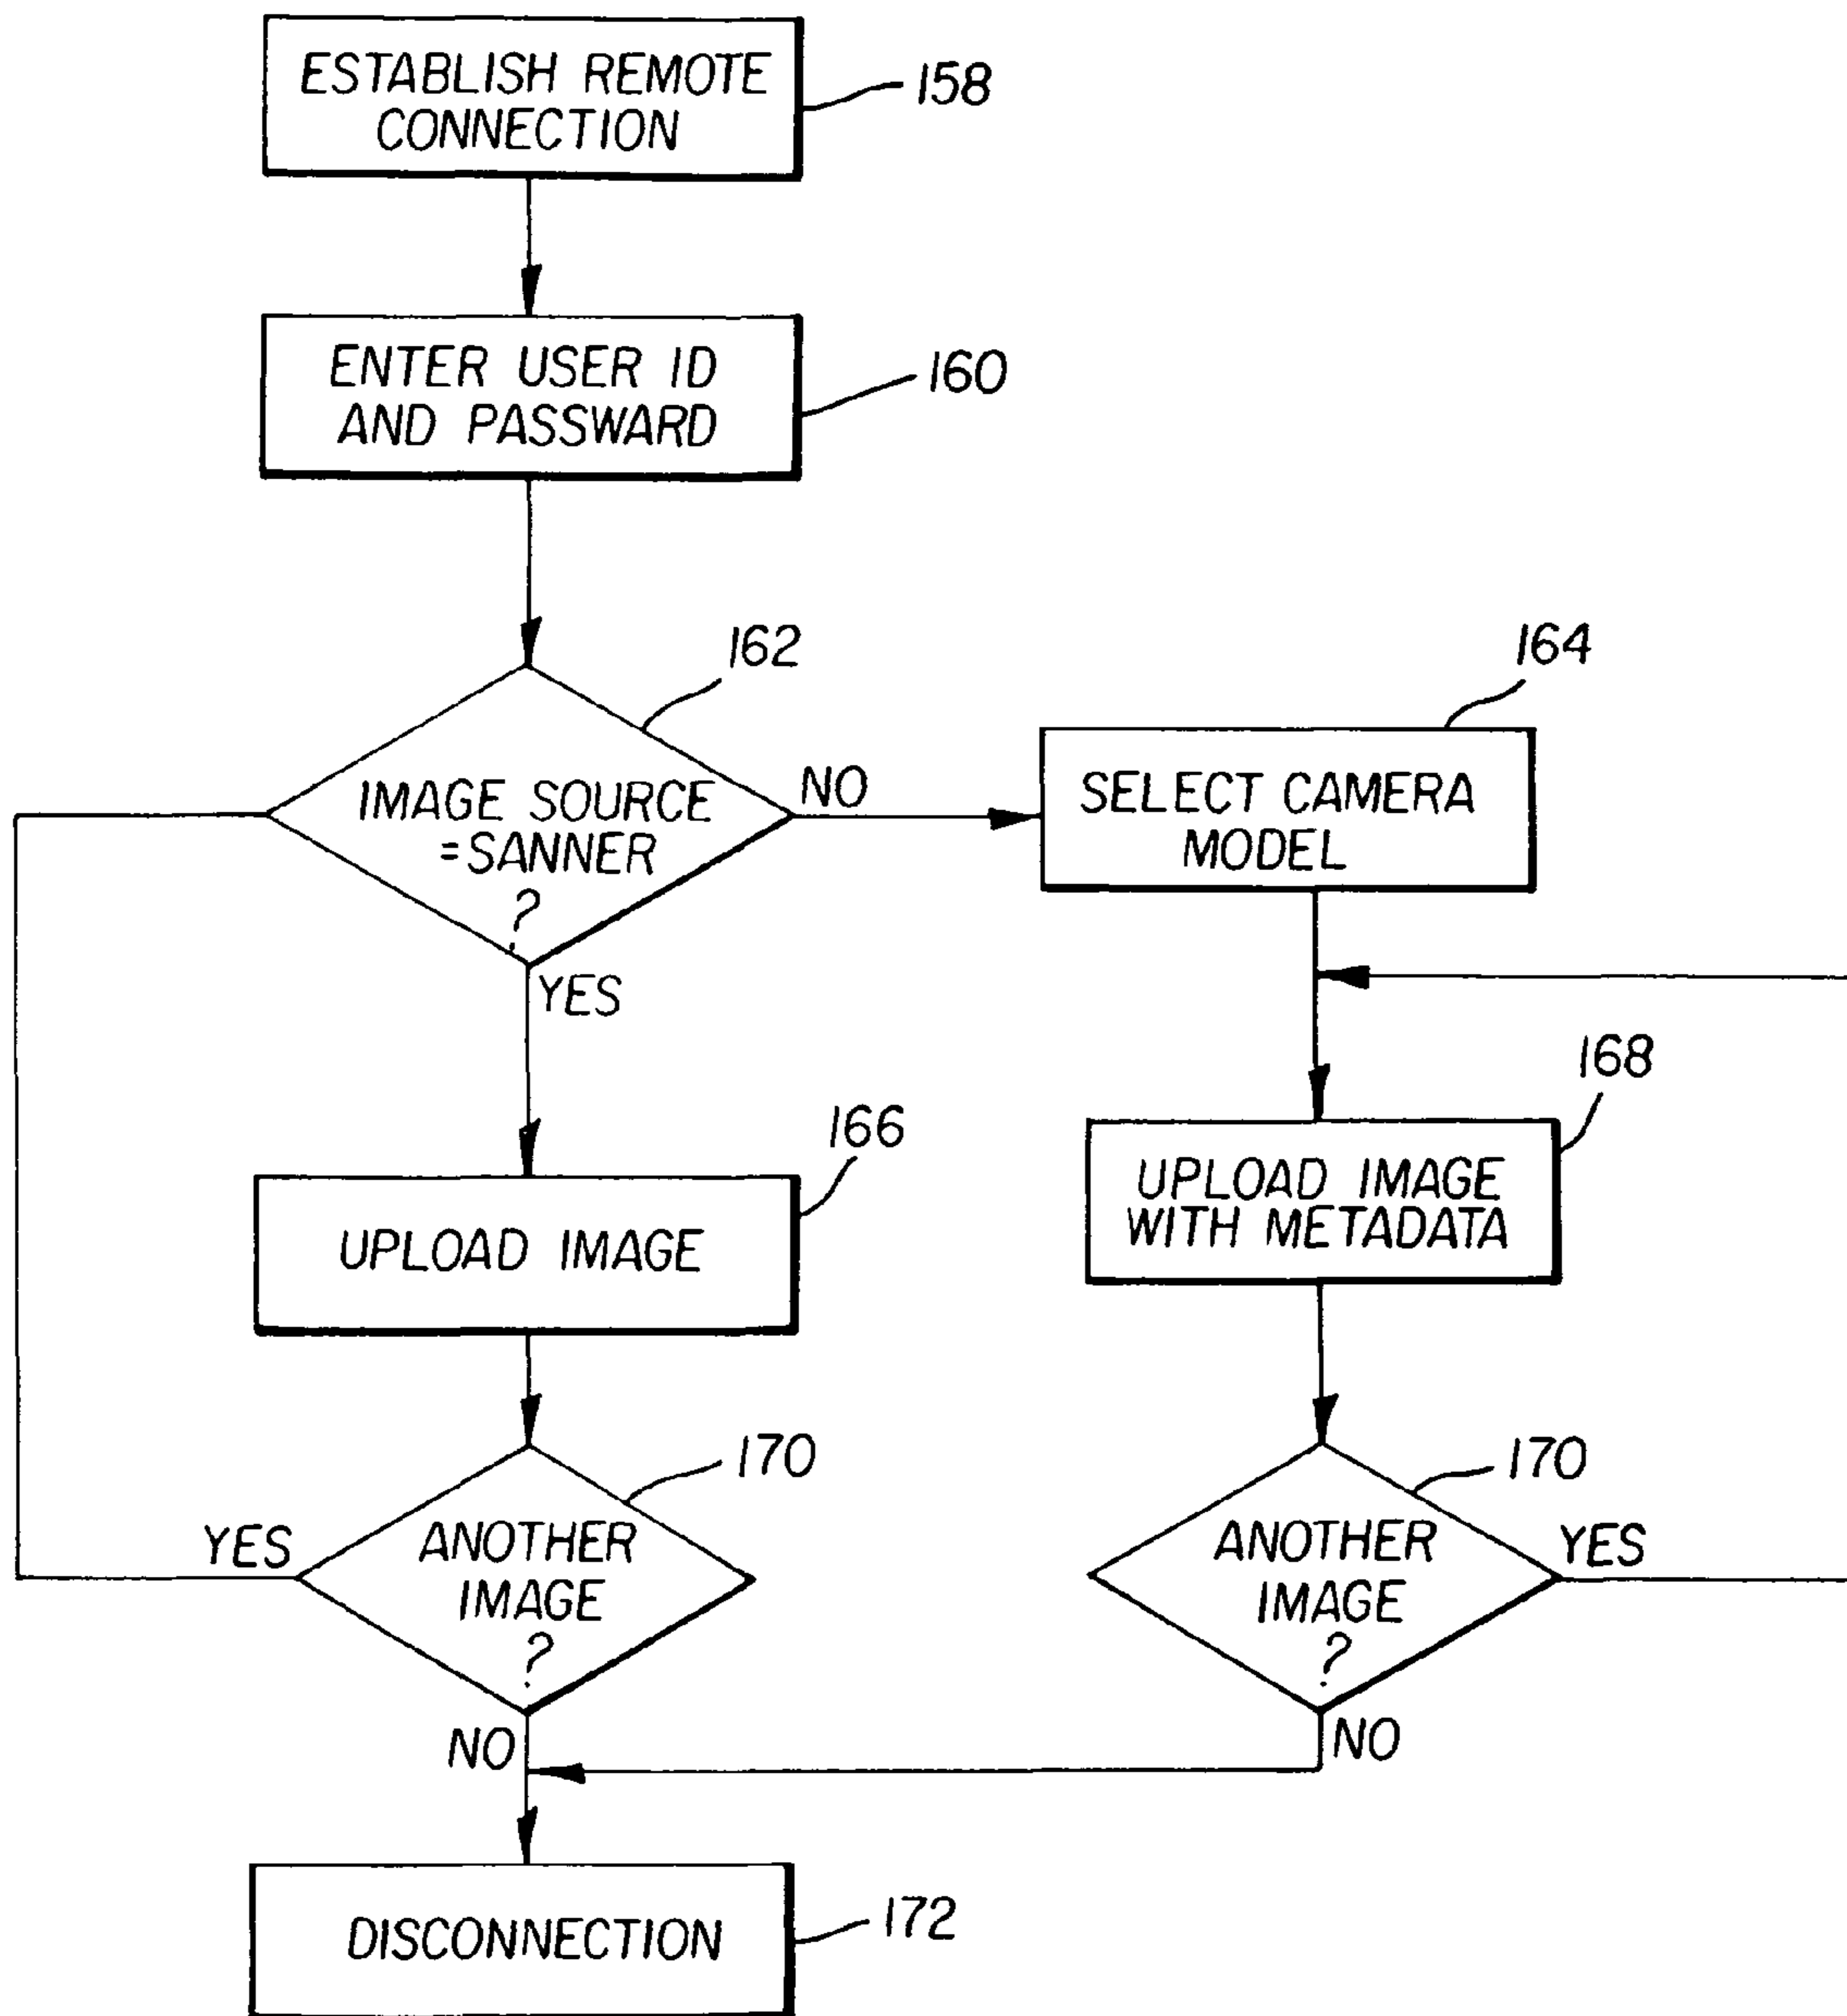 ESTABLISH REMOTE
CONNECTION
158
ENTER USER ID
AND PASSWARD
160
162
IMAGE SOURCE
=SANNER
?
NO
YES
164
SELECT CAMERA
MODEL
166
UPLOAD IMAGE
168
UPLOAD IMAGE
WITH METADATA
170
YES
ANOTHER
IMAGE
?
NO
170
ANOTHER
IMAGE
?
YES
NO
DISCONNECTION
172